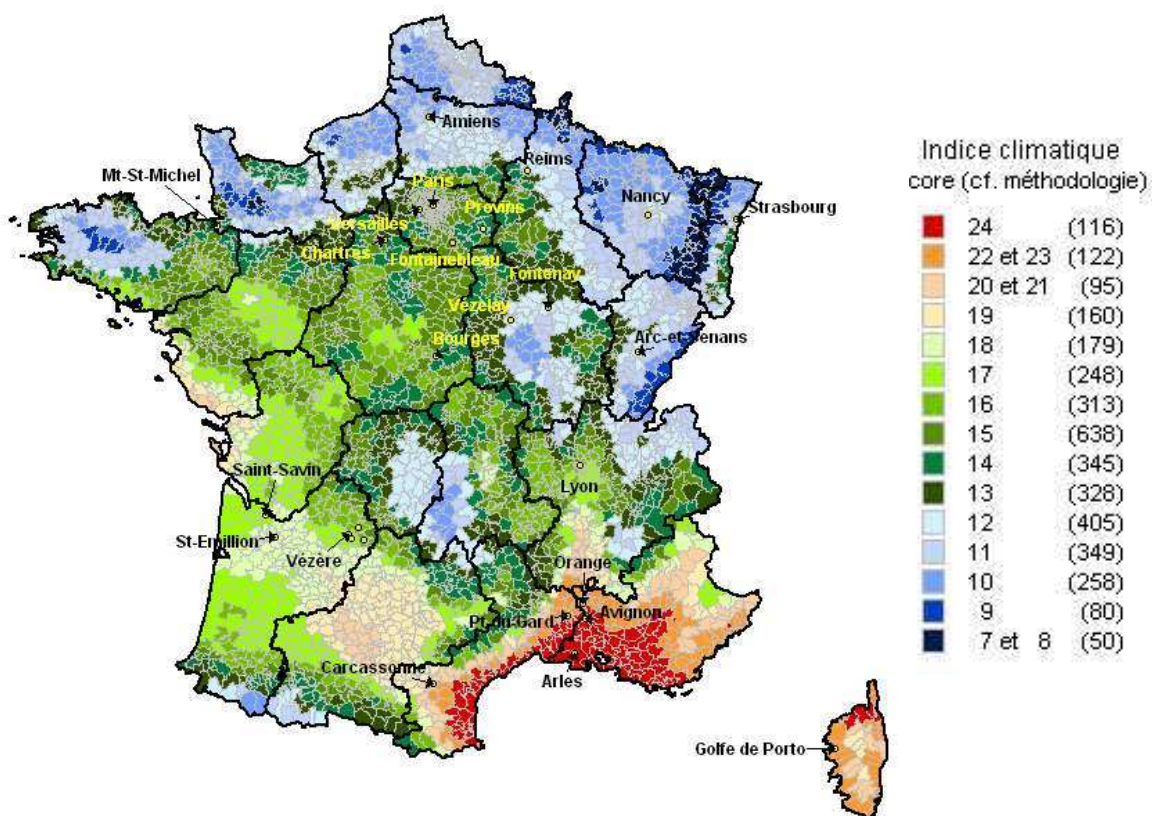 Amiens
Reims
Mt-St-Michel
Paris
Nancy
Strasbourg
Versailles
Provins
Chartres
Fontainebleau
Fontenay
Vézelay
Bourges
Arc-et-Senans
Saint-Savin
Lyon
St-Emillion
Vézère
Orange
Avignon
Pt-du-Gard
Carcassonne
Arles
Golfe de Porto
Indice climatique
core (cf. méthodologie)
24 (116)
22 et 23 (122)
20 et 21 (95)
19 (160)
18 (179)
17 (248)
16 (313)
15 (638)
14 (345)
13 (328)
12 (405)
11 (349)
10 (258)
9 (80)
7 et 8 (50)